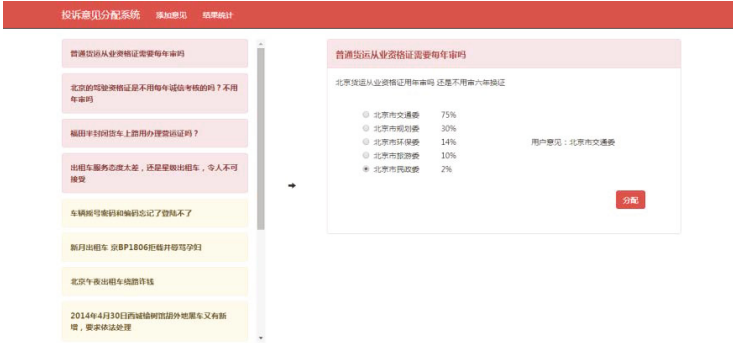 投诉意见分配系统 添加意见 结果统计
普通货运从业资格证需要每年审吗
北京的驾驶资格证是不用每年诚信考核的吗?不用
年审吗
福田半封闭货车上路用办理营运证吗?
出租车服务态度太差,还是星级出租车,令人不可
接受
车辆摇号密码和编码忘记了登陆不了
新月出租车 京BP1806拒载并辱骂孕妇
北京午夜出租车绕路诈钱
2014年4月30日西城椿树馆胡外地黑车又有新
增,要求依法处理
普通货运从业资格证需要每年审吗
北京货运从业资格证用年审吗 还是不用审六年换证
北京市交通委 75%
北京市规划委 30%
北京市环保委 14%
北京市旅游委 10%
北京市民政委 2%
用户意见:北京市交通委
分配